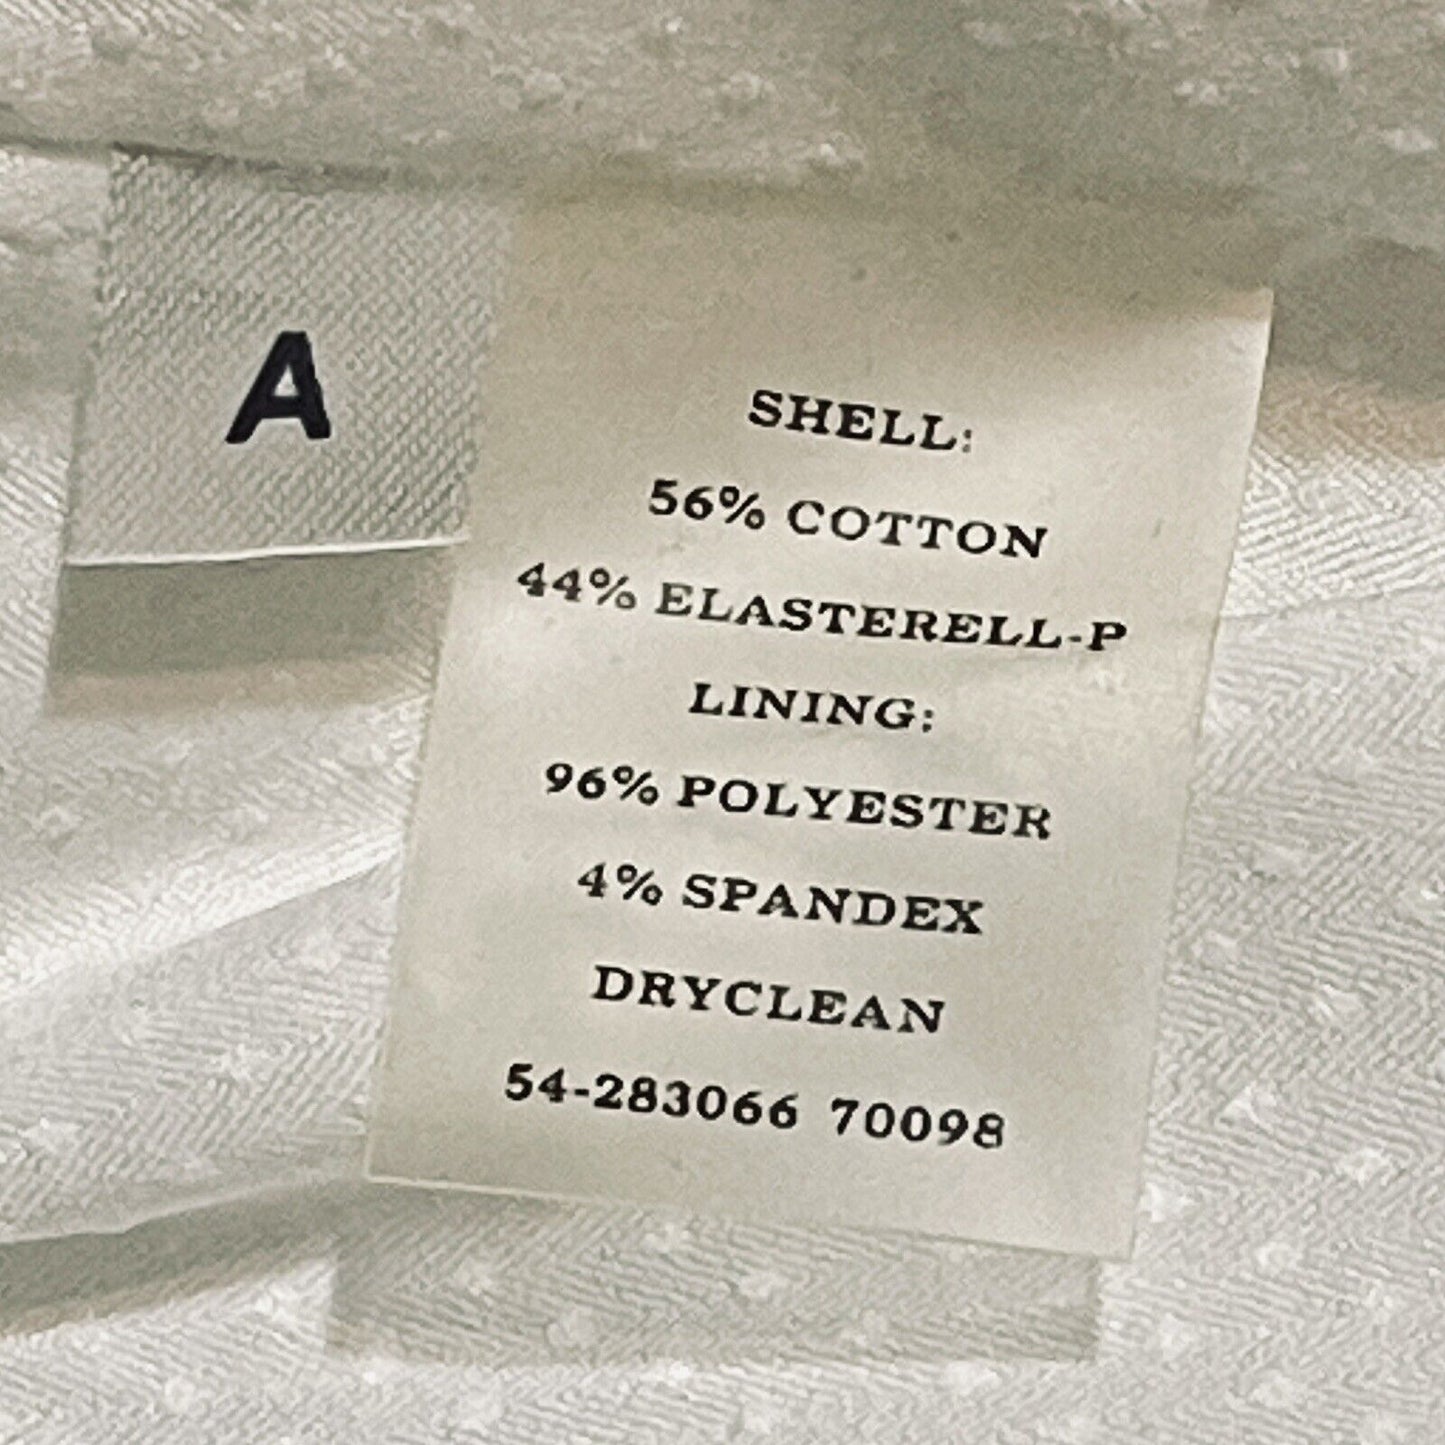 A
SHELL:
56% COTTON
44% ELASTERELL-P
LINING:
96% POLYESTER
4% SPANDEX
DRYCLEAN
54-283066 70098